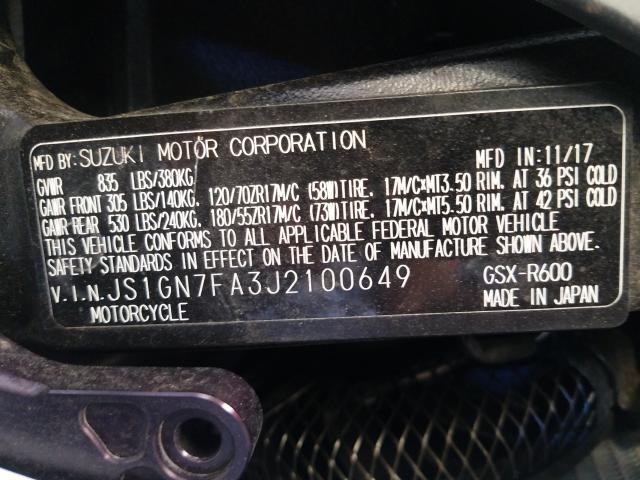 MFD BY: SUZUKI MOTOR CORPORATION MFD IN: 11/17
GVWR 835 LBS/380KG
GAWR FRONT 305 LBS/140KG, 120/70ZR17M/C (58W)TIRE, 17M/C×MT3.50 RIM. AT 36 PSI COLD
GAWR REAR 530 LBS/240KG, 180/55ZR17M/C (73W)TIRE, 17M/C×MT5.50 RIM. AT 42 PSI COLD
THIS VEHICLE CONFORMS TO ALL APPLICABLE FEDERAL MOTOR VEHICLE
SAFETY STANDARDS IN EFFECT ON THE DATE OF MANUFACTURE SHOWN ABOVE.
V.I.N. JS1GN7FA3J2100649 GSX-R600
MOTORCYCLE MADE IN JAPAN